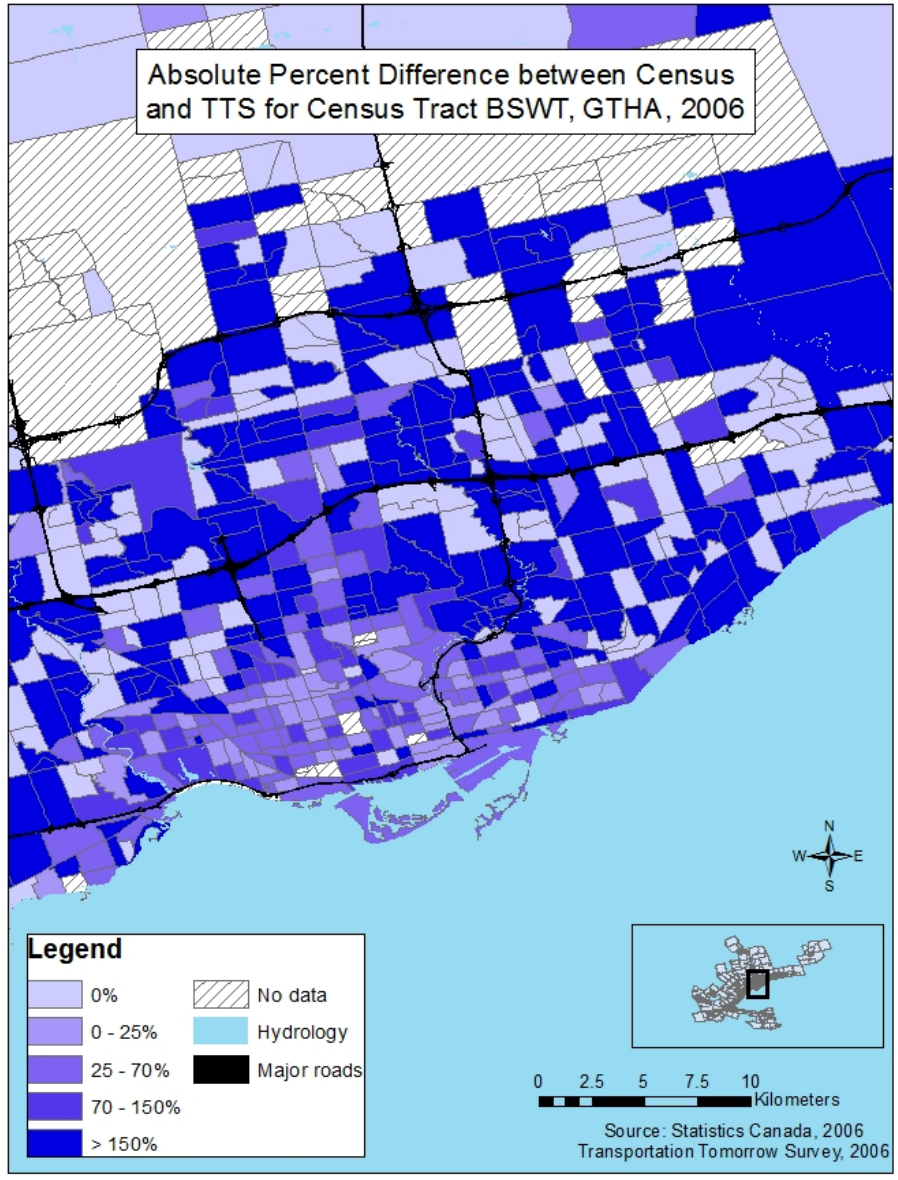 Absolute Percent Difference between Census
and TTS for Census Tract BSWT, GTHA, 2006
N
W E
S
Legend
0% No data
0 - 25% Hydrology
25 - 70% Major roads
70 - 150%
> 150%
0 2.5 5 7.5 10
Kilometers
Source: Statistics Canada, 2006
Transportation Tomorrow Survey, 2006